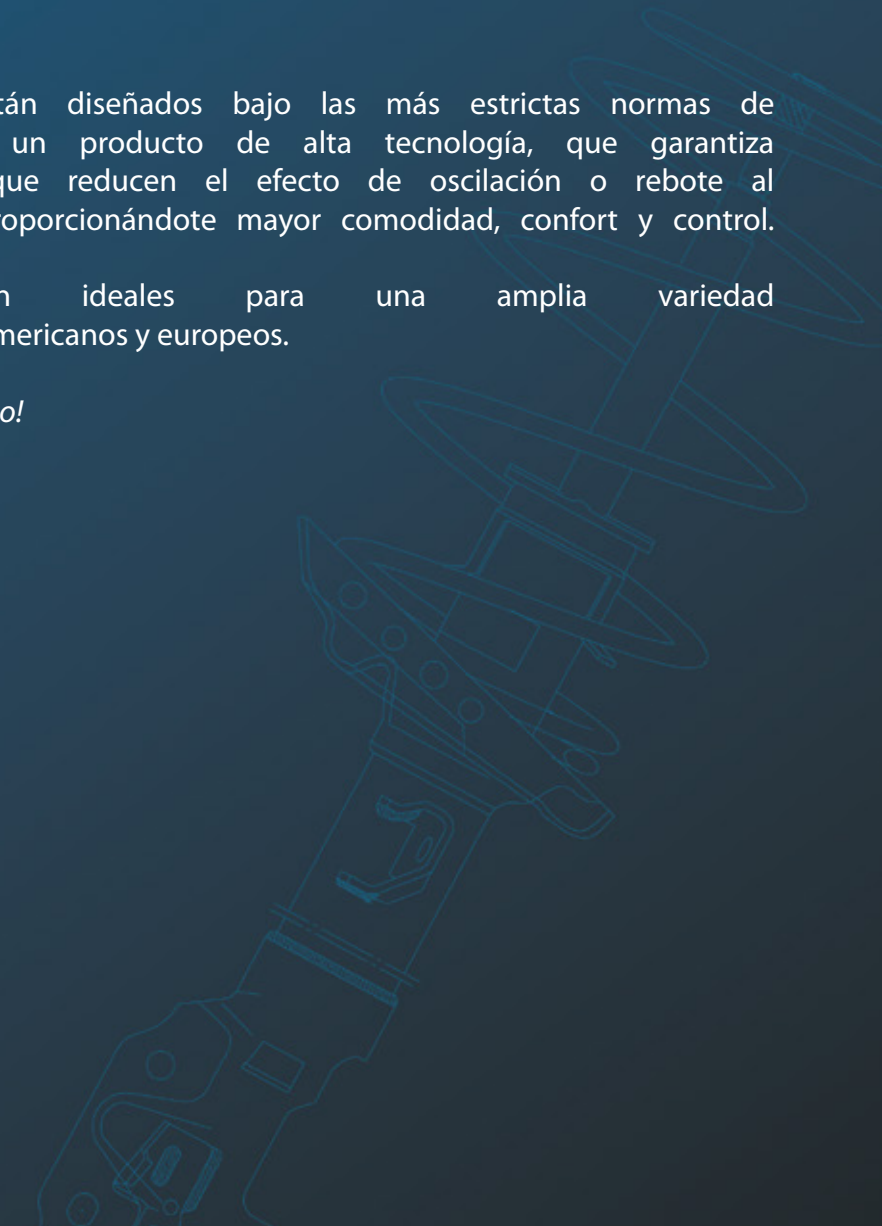 tán diseñados bajo las más estrictas normas de
un producto de alta tecnología, que garantiza
que reducen el efecto de oscilación o rebote al
roporcionándote mayor comodidad, confort y control.
n ideales para una amplia variedad
mericanos y europeos.
o!